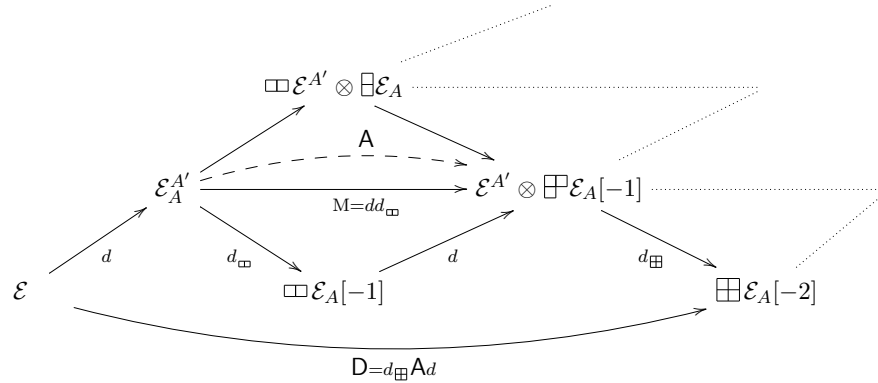 □□ℰ^{A'} ⊗ ⊟ℰ_A
A
ℰ_A^{A'}
ℰ^{A'} ⊗ ⊞ℰ_A[−1]
M=dd_{□□}
d
d_{□□}
d
d_⊞
ℰ
□□ℰ_A[−1]
⊞ℰ_A[−2]
D=d_⊞Ad